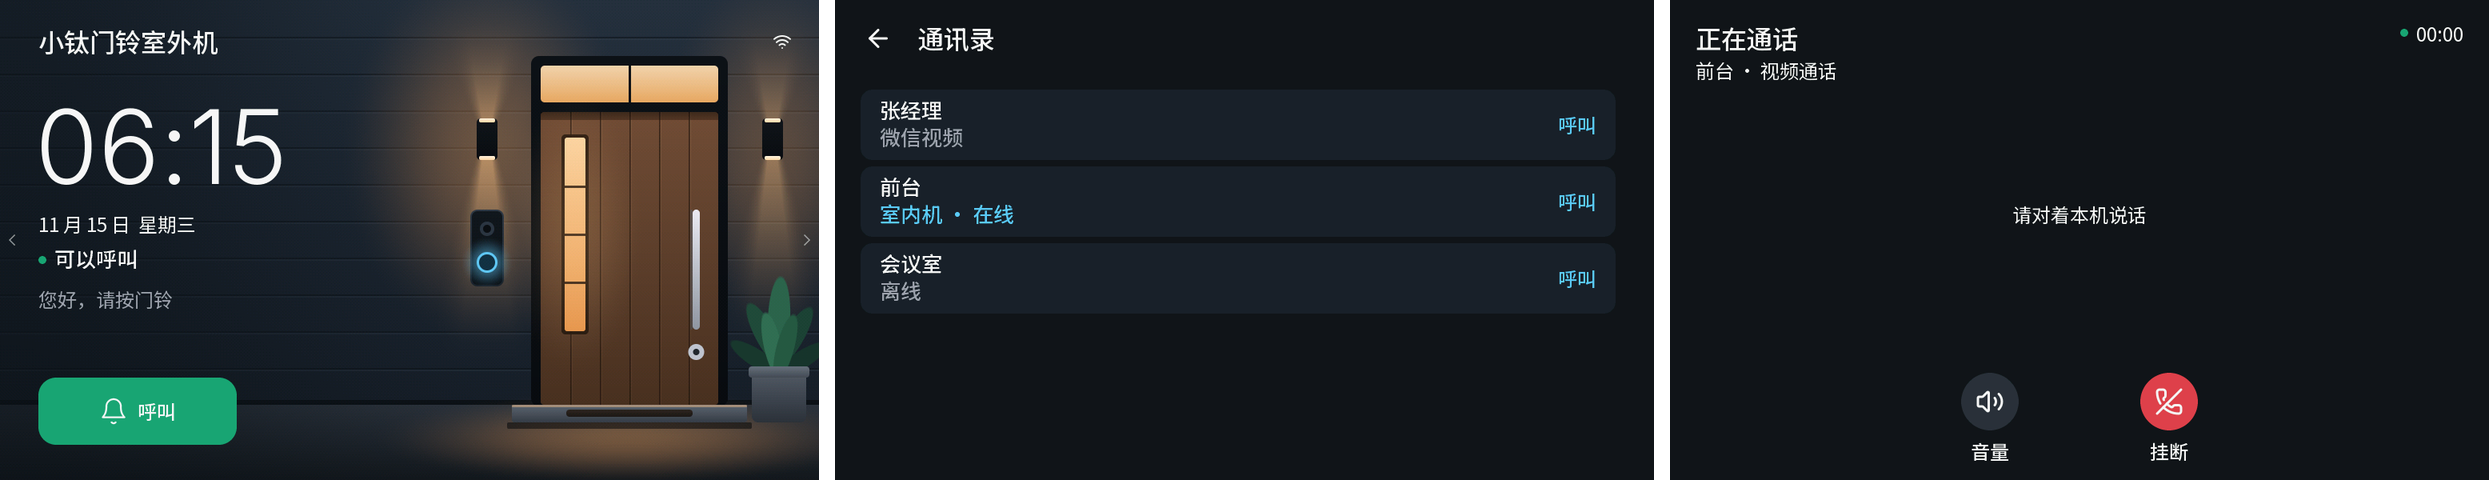 小钛门铃室外机
06:15
11月15日 星期三
可以呼叫
您好，请按门铃
呼叫
通讯录
张经理
微信视频
呼叫
前台
室内机 · 在线
呼叫
会议室
离线
呼叫
正在通话
00:00
前台 · 视频通话
请对着本机说话
音量
挂断